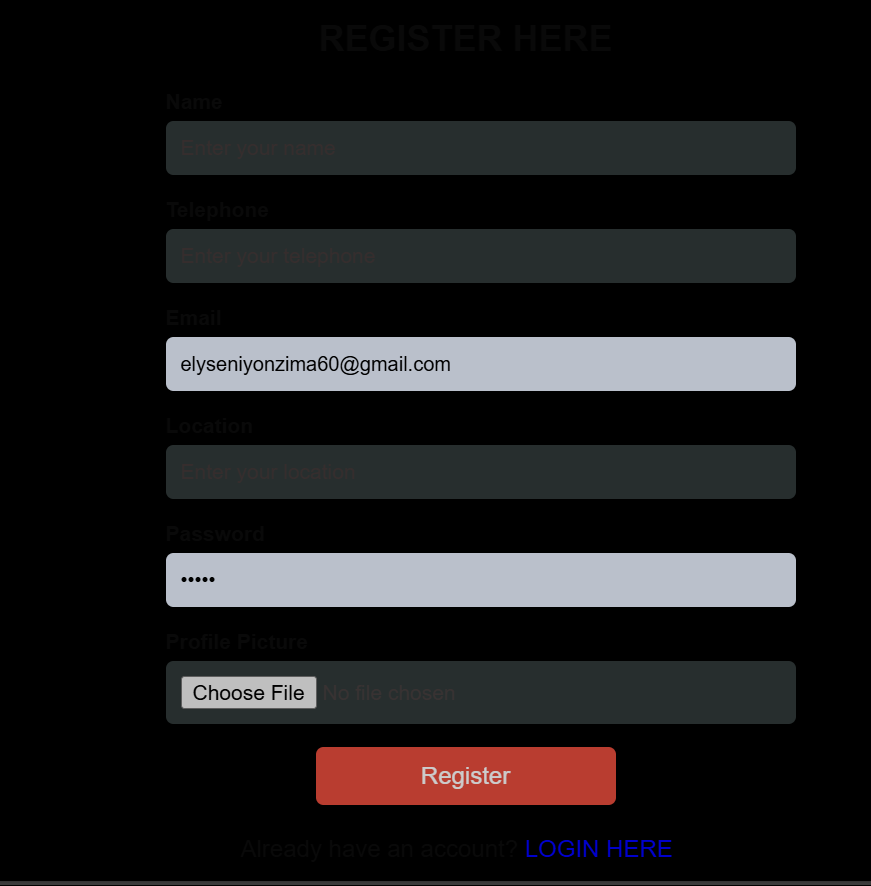 REGISTER HERE
Name
Enter your name
Telephone
Enter your telephone
Email
elyseniyonzima60@gmail.com
Location
Enter your location
Password
•••••
Profile Picture
Choose File No file chosen
Register
Already have an account? LOGIN HERE